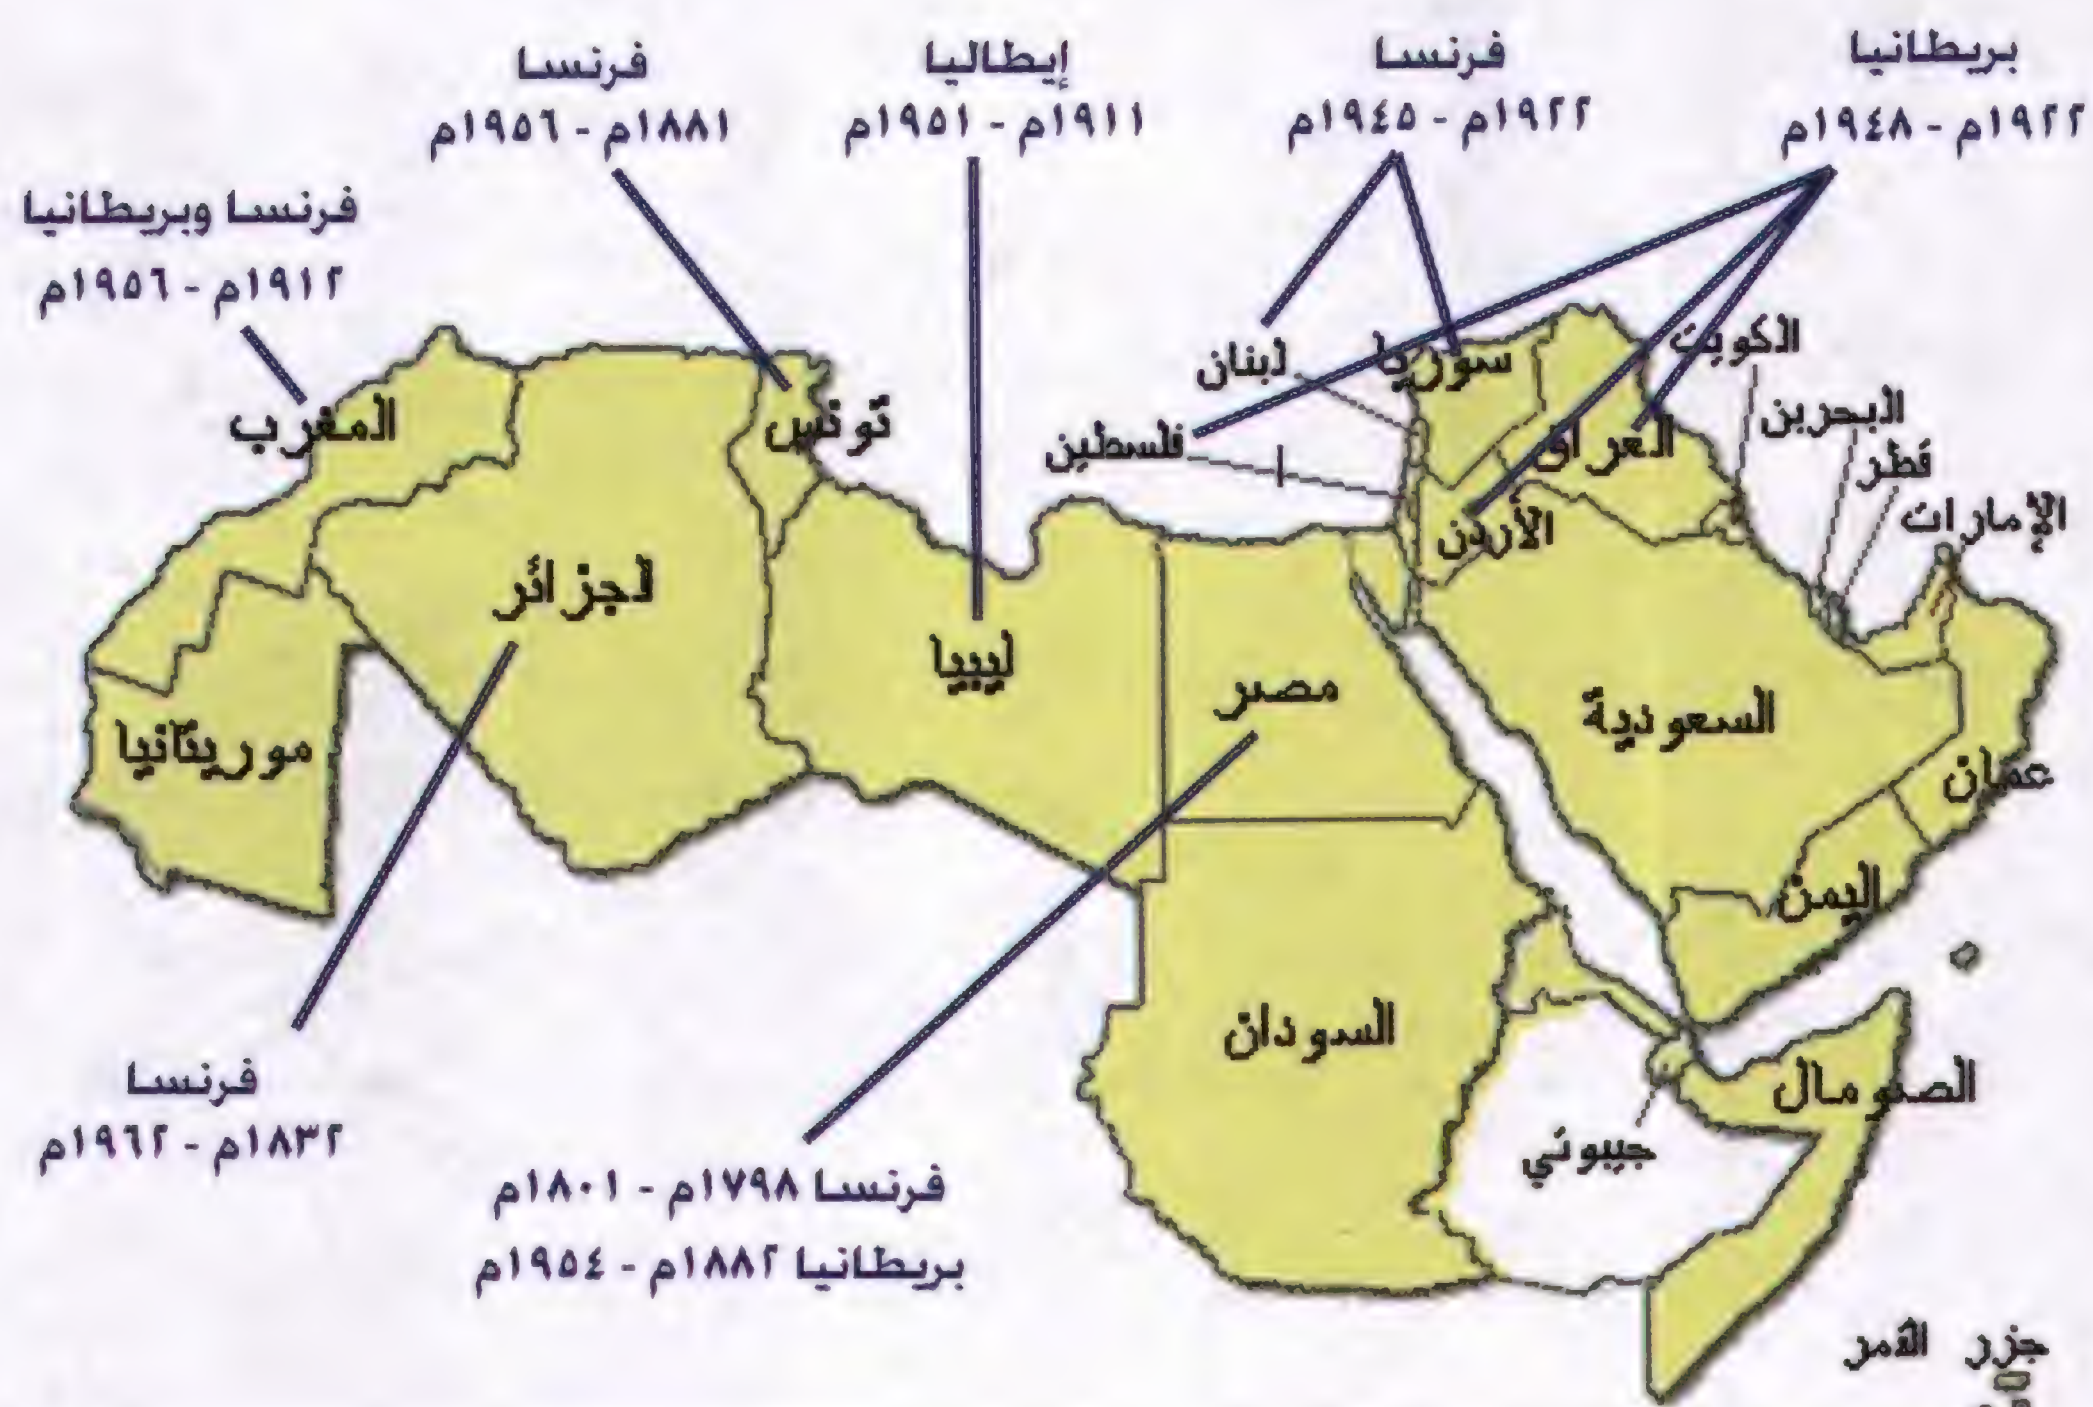 بريطانيا
١٩٢٢م - ١٩٤٨م
فرنسا
١٩٢٢م - ١٩٤٥م
إيطاليا
١٩١١م - ١٩٥١م
فرنسا
١٨٨١م - ١٩٥٦م
فرنسا وبريطانيا
١٩١٢م - ١٩٥٦م
الكويت
سوريا
لبنان
البحرين
قطر
العراق
فلسطين
تونس
المغرب
الإمارات
الأردن
لجزائر
ليبيا
مصر
السعودية
موريتانيا
عمان
اليمن
السودان
الصومال
جيبوتي
فرنسا
١٨٣٢م - ١٩٦٢م
فرنسا ١٧٩٨م - ١٨٠١م
بريطانيا ١٨٨٢م - ١٩٥٤م
جزر القمر